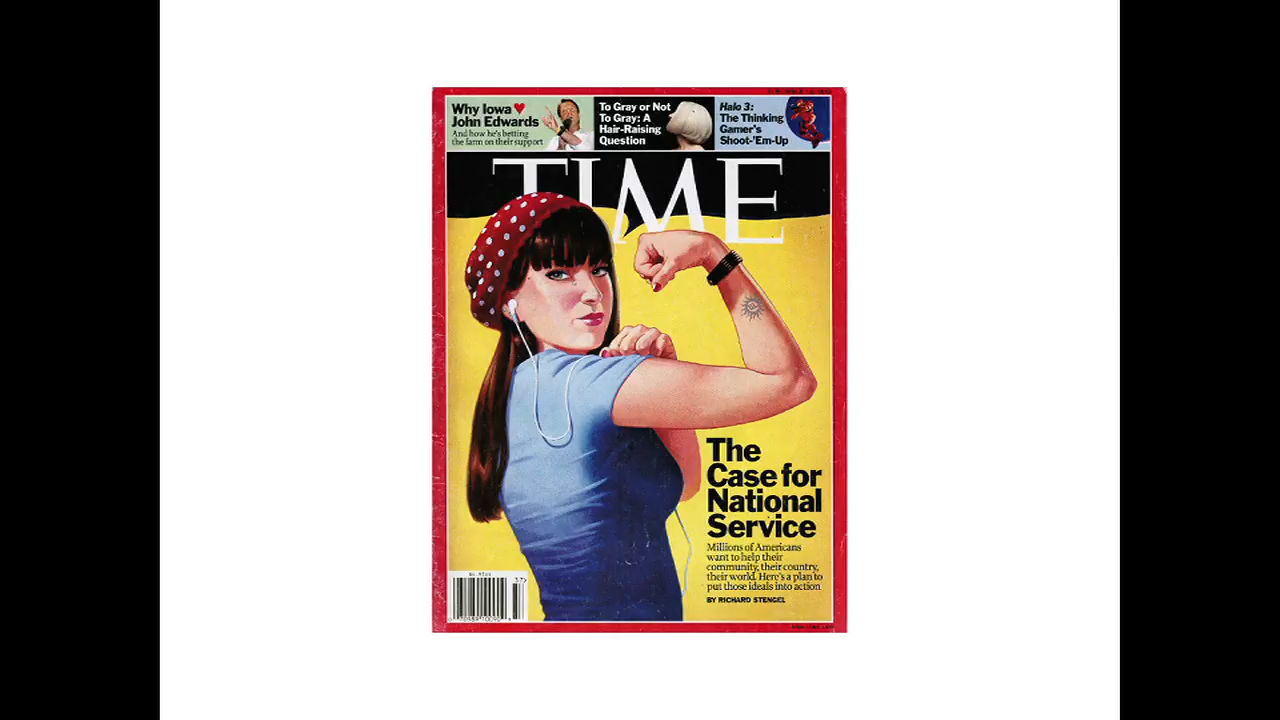 Why Iowa ♥
John Edwards
And how he's betting
the farm on their support
To Gray or Not
To Gray: A
Hair-Raising
Question
Halo 3:
The Thinking
Gamer's
Shoot-'Em-Up
TIME
The
Case for
National
Service
Millions of Americans
want to help their
community, their country,
their world. Here's a plan to
put those ideals into action
BY RICHARD STENGEL